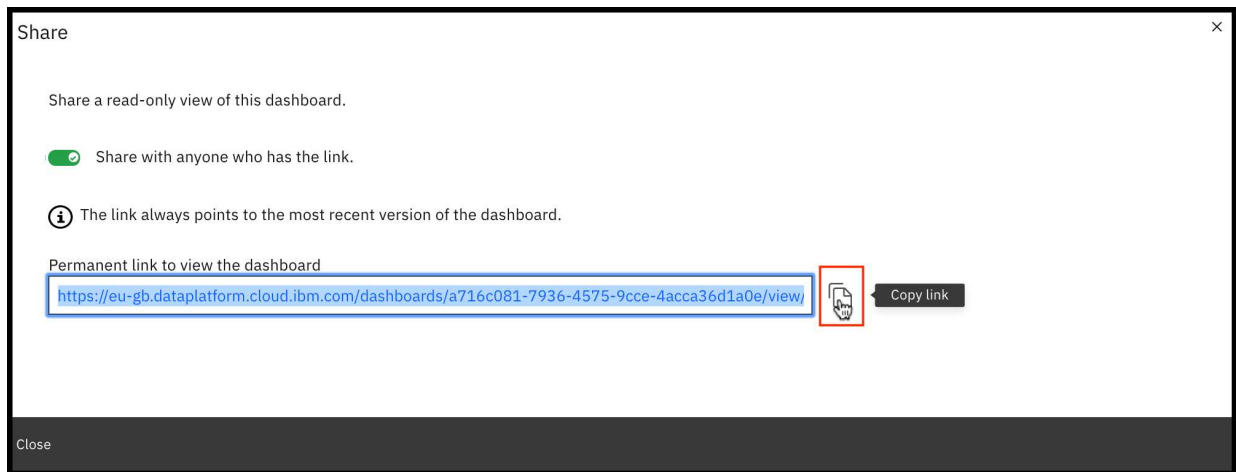 Share
Share a read-only view of this dashboard.
Share with anyone who has the link.
The link always points to the most recent version of the dashboard.
Permanent link to view the dashboard
https://eu-gb.dataplatform.cloud.ibm.com/dashboards/a716c081-7936-4575-9cce-4acca36d1a0e/view/
Copy link
Close